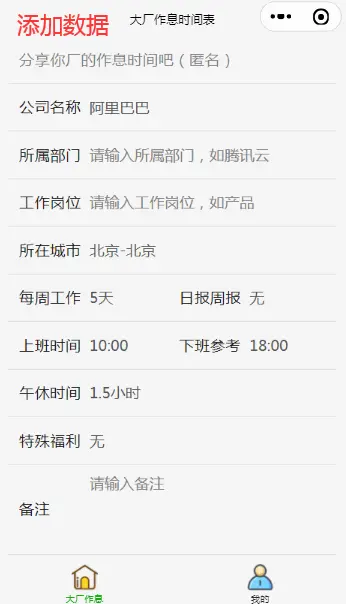 添加数据 大厂作息时间表
分享你厂的作息时间吧（匿名）
公司名称 阿里巴巴
所属部门 请输入所属部门，如腾讯云
工作岗位 请输入工作岗位，如产品
所在城市 北京-北京
每周工作 5天 日报周报 无
上班时间 10:00 下班参考 18:00
午休时间 1.5小时
特殊福利 无
请输入备注
备注
大厂作息 我的